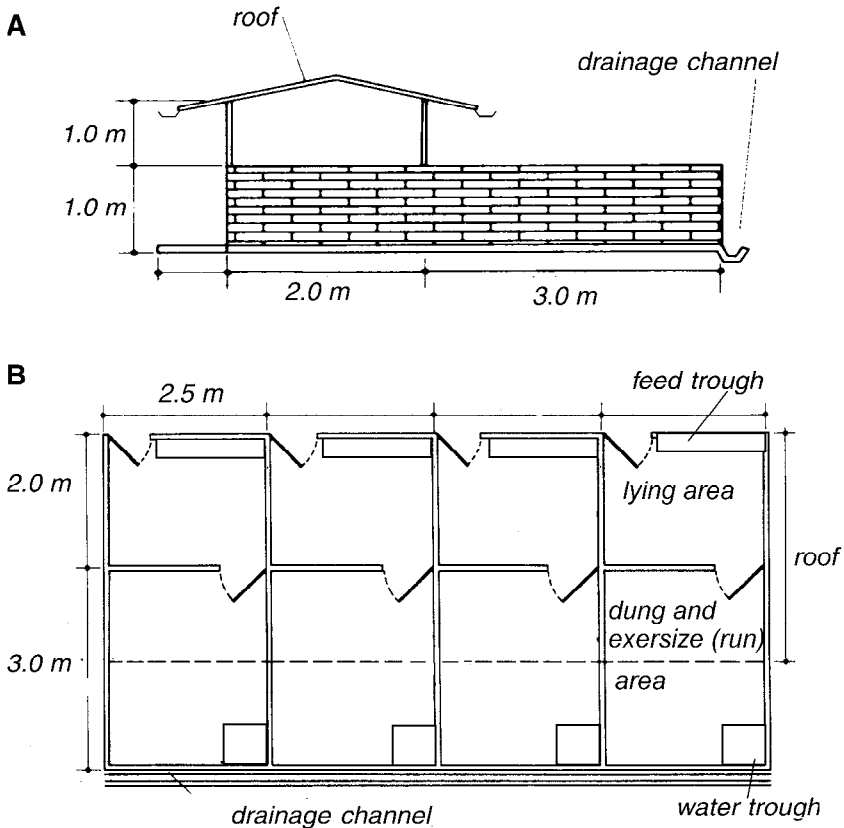 A
roof
drainage channel
1.0 m
1.0 m
2.0 m
3.0 m
B
2.5 m
feed trough
2.0 m
lying area
roof
dung and
exersize (run)
area
3.0 m
drainage channel
water trough